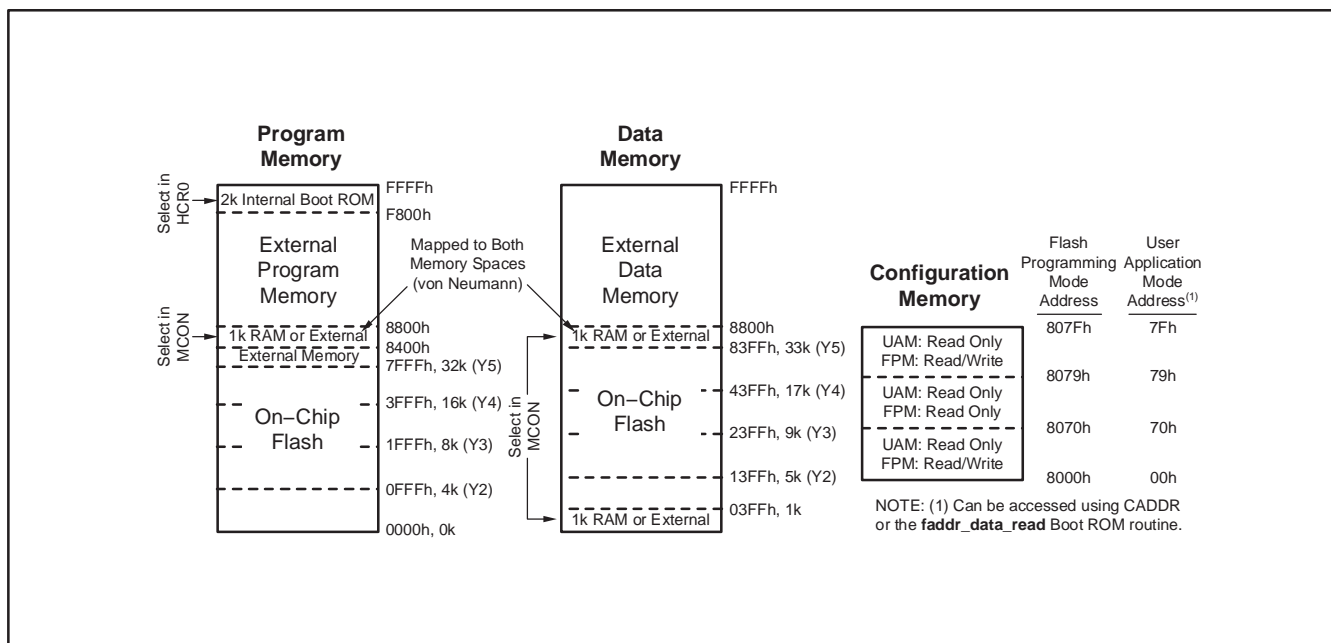 Program
Memory
Select in
HCR0
2k Internal Boot ROM
FFFFh
F800h
External
Program
Memory
Mapped to Both
Memory Spaces
(von Neumann)
Select in
MCON
8800h
1k RAM or External
8400h
External Memory
7FFFh, 32k (Y5)
3FFFh, 16k (Y4)
On−Chip
Flash
1FFFh, 8k (Y3)
0FFFh, 4k (Y2)
0000h, 0k
Data
Memory
FFFFh
External
Data
Memory
8800h
1k RAM or External
83FFh, 33k (Y5)
Select in
MCON
43FFh, 17k (Y4)
On−Chip
Flash
23FFh, 9k (Y3)
13FFh, 5k (Y2)
03FFh, 1k
1k RAM or External
Configuration
Memory
Flash
Programming
Mode
Address
User
Application
Mode
Address(1)
807Fh 7Fh
UAM: Read Only
FPM: Read/Write
8079h 79h
UAM: Read Only
FPM: Read Only
8070h 70h
UAM: Read Only
FPM: Read/Write
8000h 00h
NOTE: (1) Can be accessed using CADDR
or the faddr_data_read Boot ROM routine.